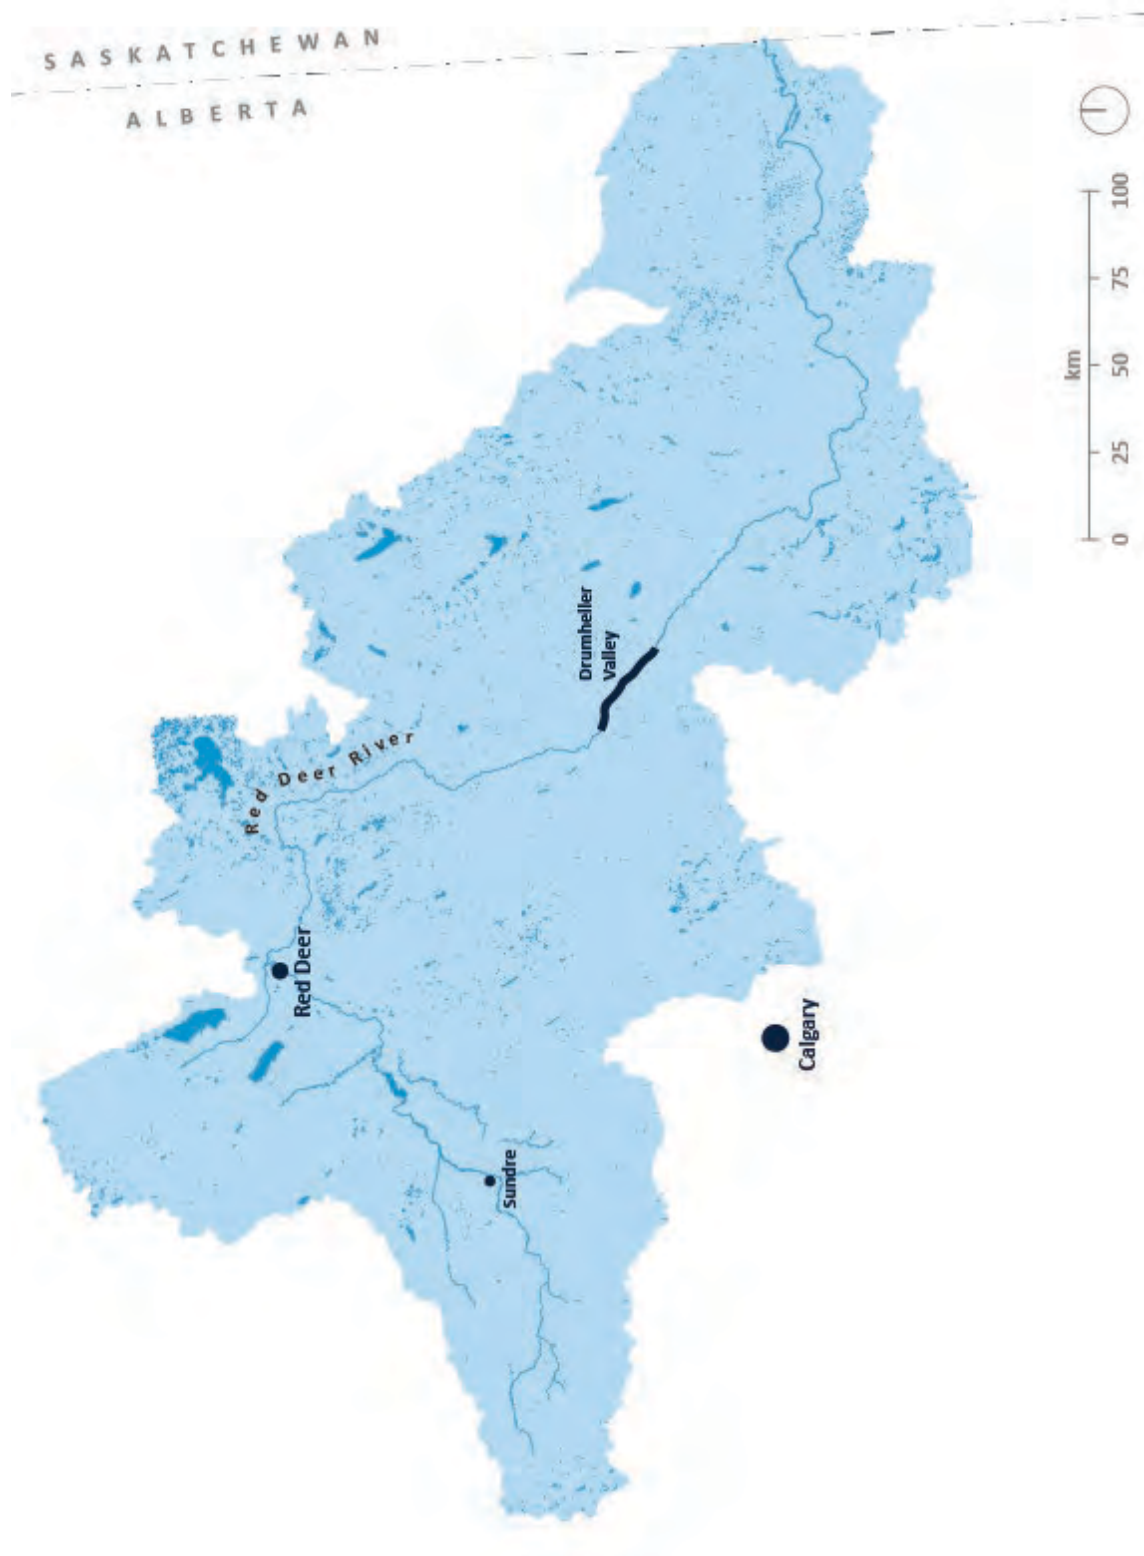 SASKATCHEWAN
ALBERTA
Red Deer River
Drumheller
Valley
Red Deer
Sundre
Calgary
km
0 25 50 75 100